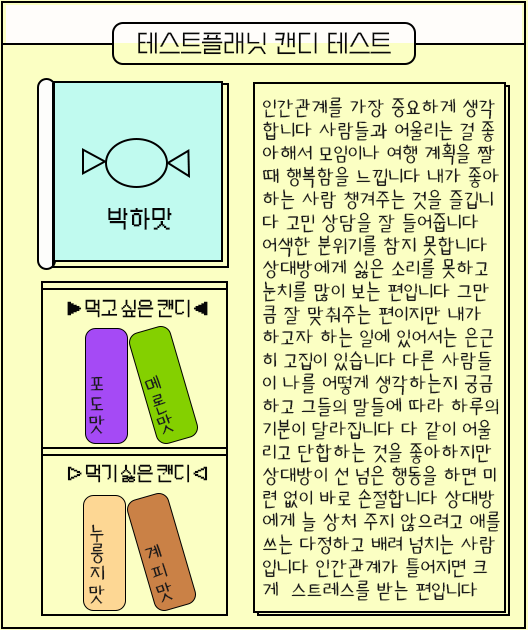 테스트플래닛 캔디 테스트
박하맛
▶먹고 싶은 캔디◀
포도맛
메론맛
▷먹기 싫은 캔디◁
누룽지맛
계피맛
인간관계를 가장 중요하게 생각
합니다 사람들과 어울리는 걸 좋
아해서 모임이나 여행 계획을 짤
때 행복함을 느낍니다 내가 좋아
하는 사람 챙겨주는 것을 즐깁니
다 고민 상담을 잘 들어줍니다
어색한 분위기를 참지 못합니다
상대방에게 싫은 소리를 못하고
눈치를 많이 보는 편입니다 그만
큼 잘 맞춰주는 편이지만 내가
하고자 하는 일에 있어서는 은근
히 고집이 있습니다 다른 사람들
이 나를 어떻게 생각하는지 궁금
하고 그들의 말들에 따라 하루의
기분이 달라집니다 다 같이 어울
리고 단합하는 것을 좋아하지만
상대방이 선 넘은 행동을 하면 미
련 없이 바로 손절합니다 상대방
에게 늘 상처 주지 않으려고 애를
쓰는 다정하고 배려 넘치는 사람
입니다 인간관계가 틀어지면 크
게 스트레스를 받는 편입니다